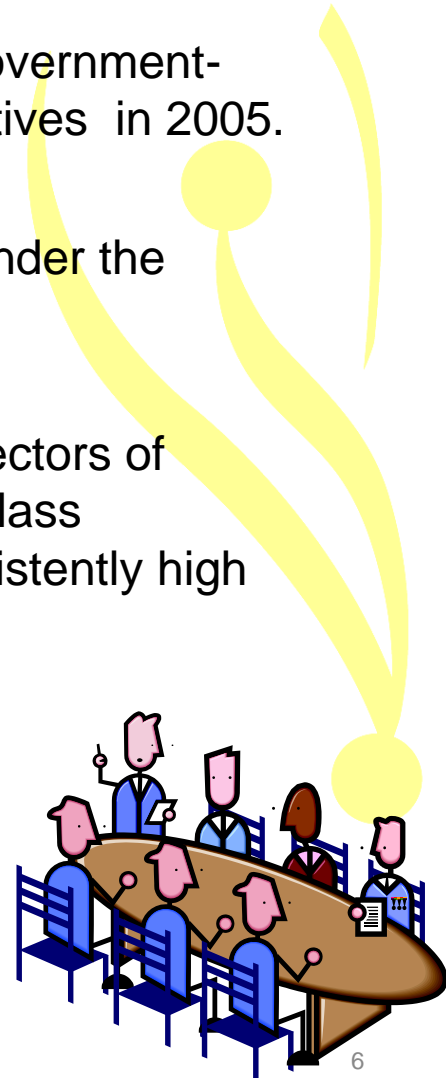 overnment-
tives in 2005.
nder the
ectors of
lass
istently high
6